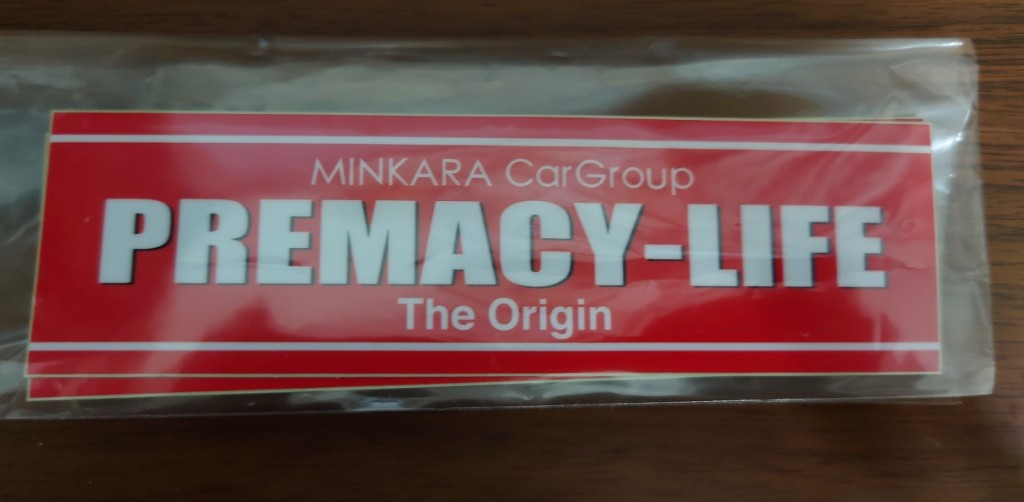 MINKARA CarGroup
PREMACY-LIFE
The Origin